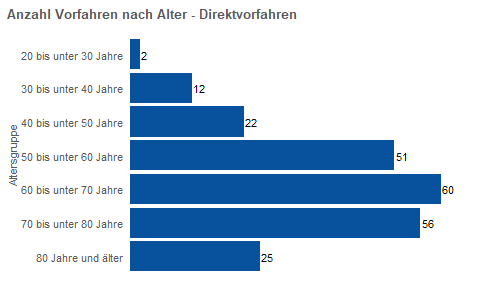 Anzahl Vorfahren nach Alter - Direktvorfahren
Altersgruppe
20 bis unter 30 Jahre 2
30 bis unter 40 Jahre 12
40 bis unter 50 Jahre 22
50 bis unter 60 Jahre 51
60 bis unter 70 Jahre 60
70 bis unter 80 Jahre 56
80 Jahre und älter 25